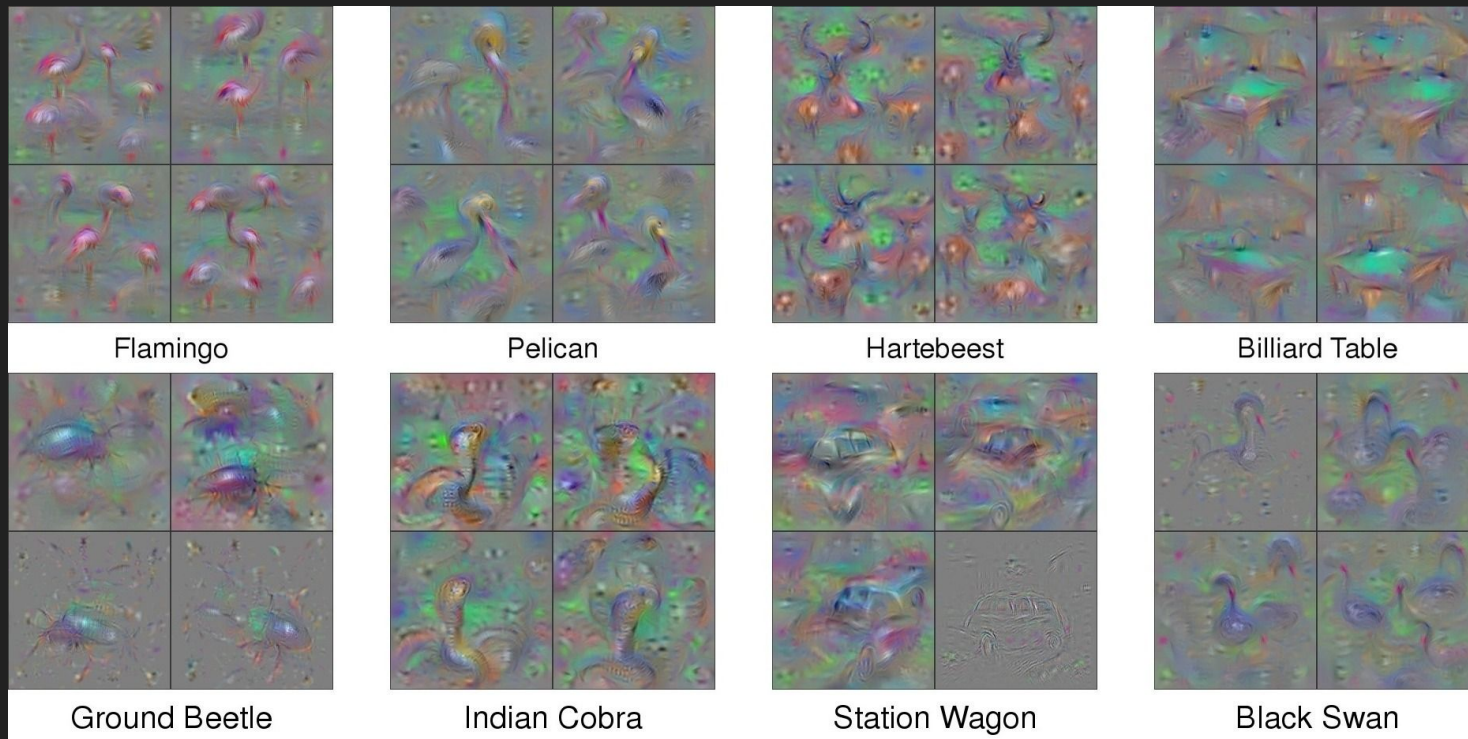 Flamingo
Pelican
Hartebeest
Billiard Table
Ground Beetle
Indian Cobra
Station Wagon
Black Swan